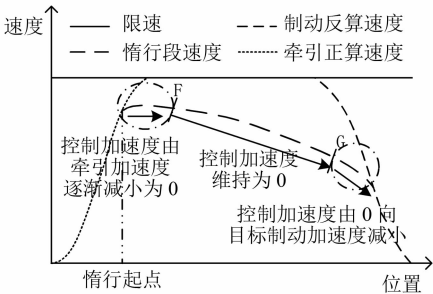 速度
限速
制动反算速度
惰行段速度
牵引正算速度
F
G
控制加速度由
牵引加速度
逐渐减小为0
控制加速度
维持为0
控制加速度由0向
目标制动加速度减小
惰行起点
位置